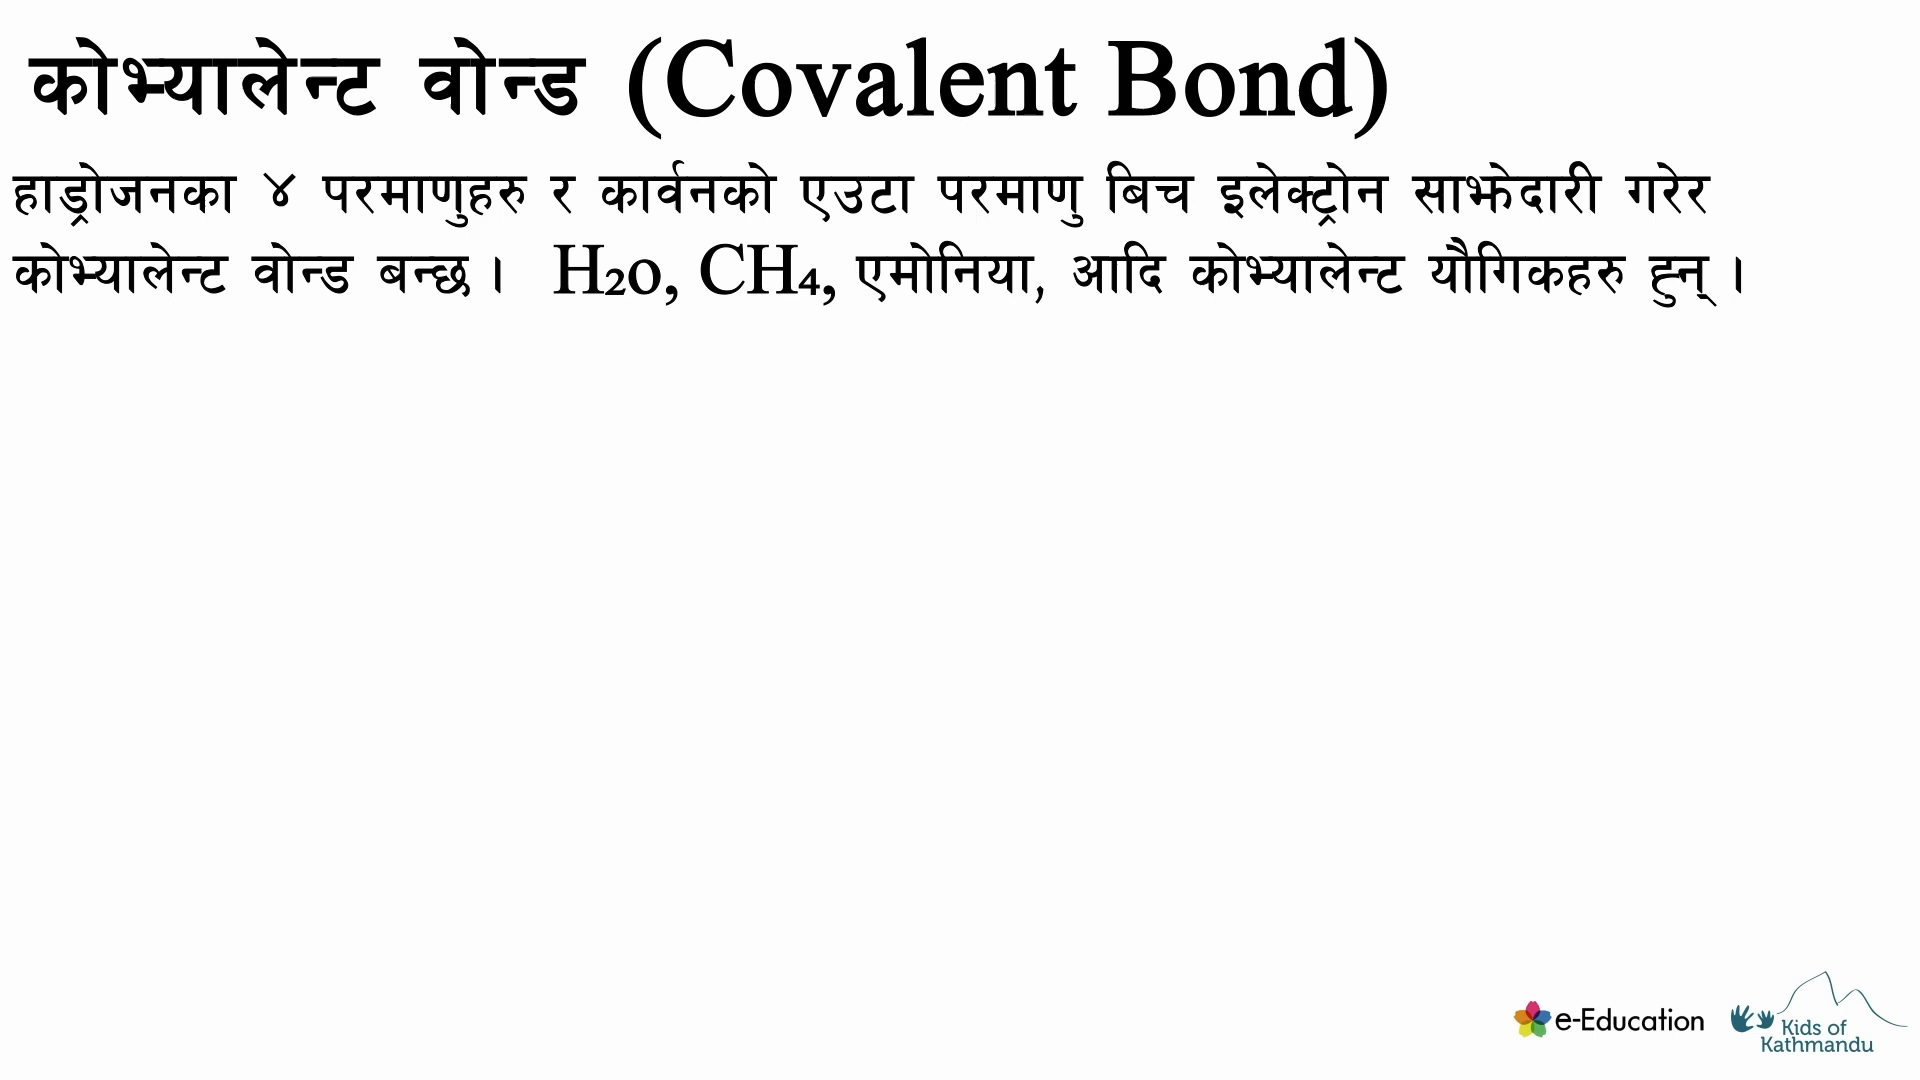 कोभ्यालेन्ट वोन्ड (Covalent Bond)
हाड्रोजनका ४ परमाणुहरु र कार्वनको एउटा परमाणु बिच इलेक्ट्रोन साझेदारी गरेर
कोभ्यालेन्ट वोन्ड बन्छ । H₂o, CH₄, एमोनिया, आदि कोभ्यालेन्ट यौगिकहरु हुन् ।
e-Education
Kids of
Kathmandu